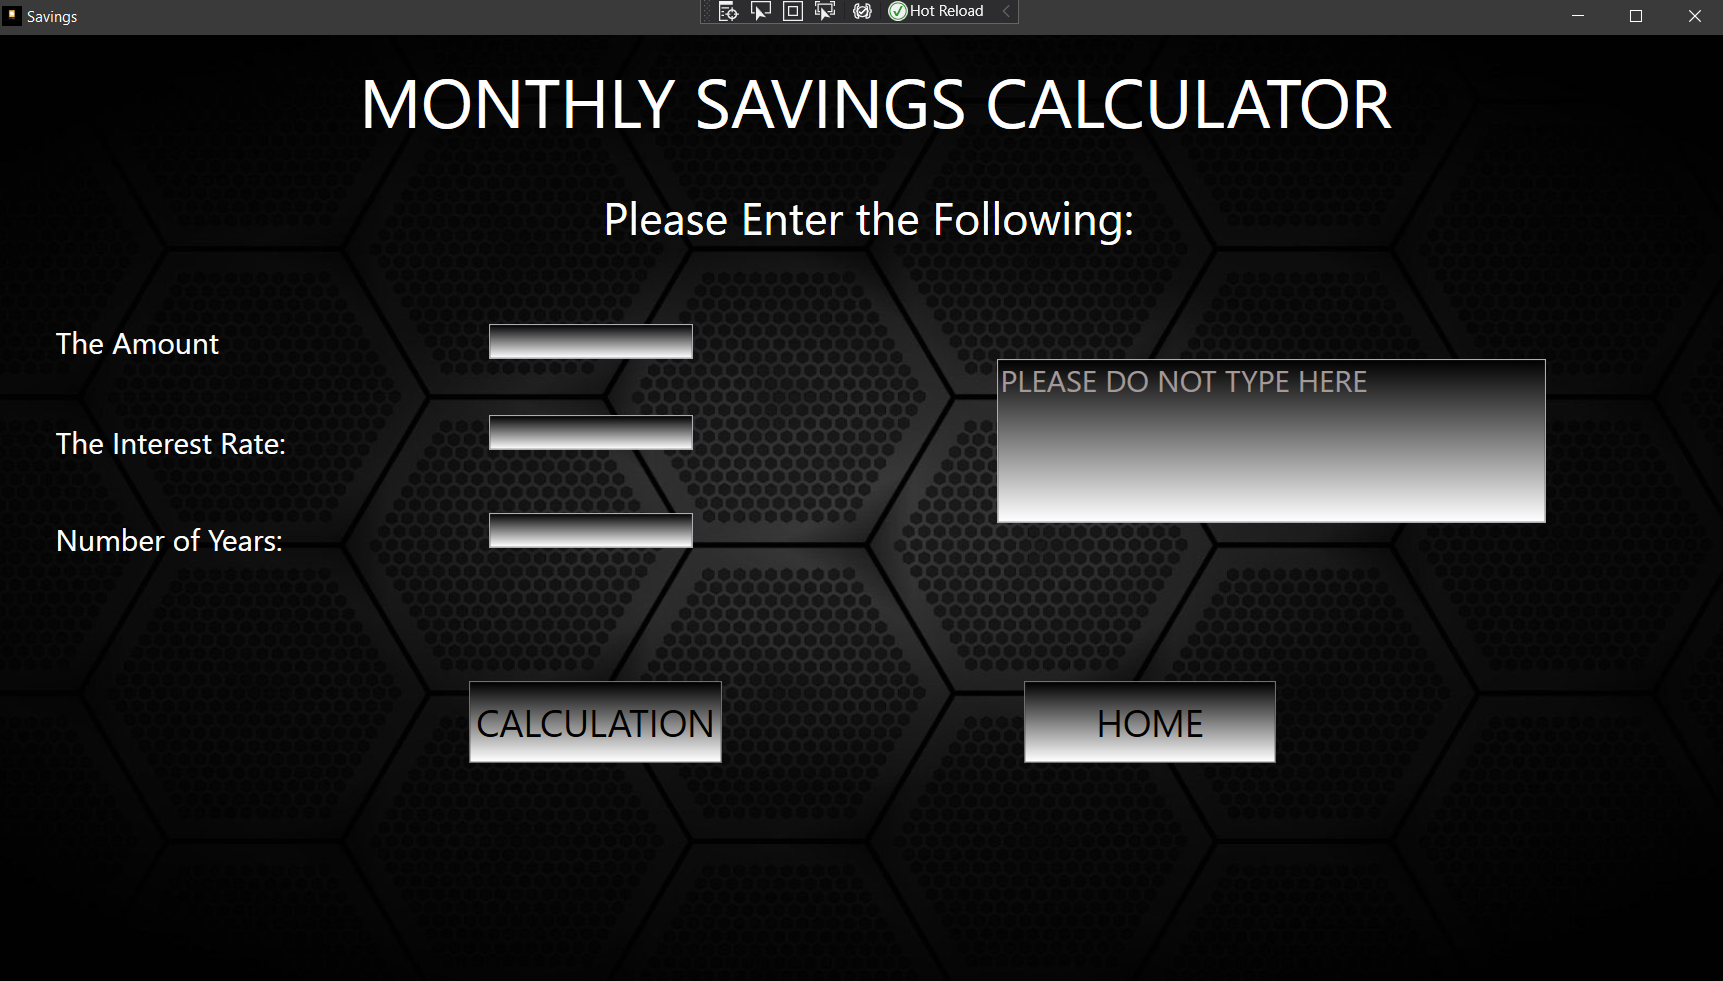 Savings
Hot Reload
MONTHLY SAVINGS CALCULATOR
Please Enter the Following:
The Amount
PLEASE DO NOT TYPE HERE
The Interest Rate:
Number of Years:
CALCULATION
HOME